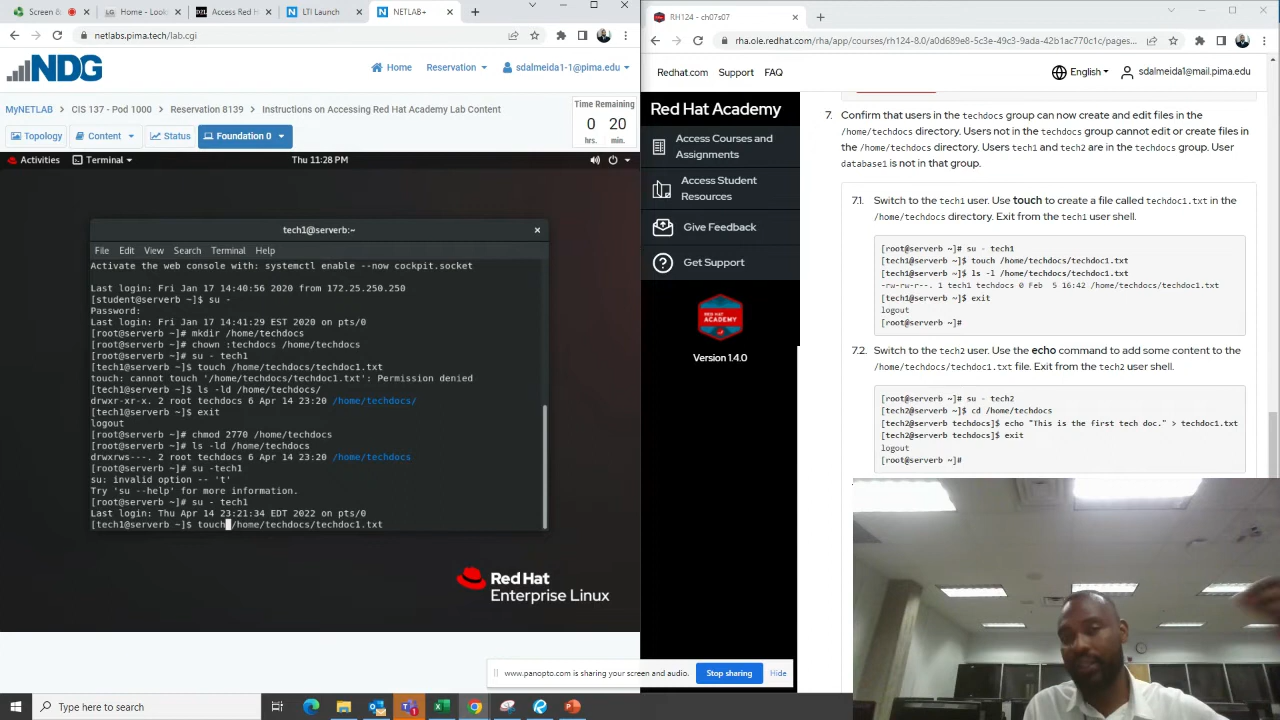 Screen &
Home - Look
Access Red H
LTI Launch
NETLAB+
RH124 - ch07s07
netlabs.pima.tech/lab.cgi
rha.ole.redhat.com/rha/app/courses/rh124-8.0/a0d689e8-5c3e-49c3-9ada-42b1ac770c1c/pages...
NDG
Home
Reservation
sdalmeida1-1@pima.edu
Redhat.com
Support
FAQ
English
sdalmeida1@mail.pima.edu
MyNETLAB > CIS 137 - Pod 1000 > Reservation 8139 > Instructions on Accessing Red Hat Academy Lab Content
Time Remaining
0 20
hrs. min.
Topology
Content
Status
Foundation 0
Activities
Terminal
Thu 11:28 PM
tech1@serverb:~
File Edit View Search Terminal Help
Activate the web console with: systemctl enable --now cockpit.socket
Last login: Fri Jan 17 14:40:56 2020 from 172.25.250.250
[student@serverb ~]$ su -
Password:
Last login: Fri Jan 17 14:41:29 EST 2020 on pts/0
[root@serverb ~]# mkdir /home/techdocs
[root@serverb ~]# chown :techdocs /home/techdocs
[root@serverb ~]# su - tech1
[tech1@serverb ~]$ touch /home/techdocs/techdoc1.txt
touch: cannot touch '/home/techdocs/techdoc1.txt': Permission denied
[tech1@serverb ~]$ ls -ld /home/techdocs/
drwxr-xr-x. 2 root techdocs 6 Apr 14 23:20 /home/techdocs/
[tech1@serverb ~]$ exit
logout
[root@serverb ~]# chmod 2770 /home/techdocs
[root@serverb ~]# ls -ld /home/techdocs
drwxrws---. 2 root techdocs 6 Apr 14 23:20 /home/techdocs
[root@serverb ~]# su -tech1
su: invalid option -- 't'
Try 'su --help' for more information.
[root@serverb ~]# su - tech1
Last login: Thu Apr 14 23:21:34 EDT 2022 on pts/0
[tech1@serverb ~]$ touch /home/techdocs/techdoc1.txt
Red Hat
Enterprise Linux
Red Hat Academy
Access Courses and
Assignments
Access Student
Resources
Give Feedback
Get Support
RED HAT
ACADEMY
Version 1.4.0
7. Confirm that users in the techdocs group can now create and edit files in the
/home/techdocs directory. Users not in the techdocs group cannot edit or create files in
the /home/techdocs directory. Users tech1 and tech2 are in the techdocs group. User
database1 is not in that group.
7.1. Switch to the tech1 user. Use touch to create a file called techdoc1.txt in the
/home/techdocs directory. Exit from the tech1 user shell.
[root@serverb ~]# su - tech1
[tech1@serverb ~]$ touch /home/techdocs/techdoc1.txt
[tech1@serverb ~]$ ls -l /home/techdocs/techdoc1.txt
-rw-rw-r--. 1 tech1 techdocs 0 Feb 5 16:42 /home/techdocs/techdoc1.txt
[tech1@serverb ~]$ exit
logout
[root@serverb ~]#
7.2. Switch to the tech2 user. Use the echo command to add some content to the
/home/techdocs/techdoc1.txt file. Exit from the tech2 user shell.
[root@serverb ~]# su - tech2
[tech2@serverb ~]$ cd /home/techdocs
[tech2@serverb techdocs]$ echo "This is the first tech doc." > techdoc1.txt
[tech2@serverb techdocs]$ exit
logout
[root@serverb ~]#
www.panopto.com is sharing your screen and audio.
Stop sharing
Hide
Type here to search